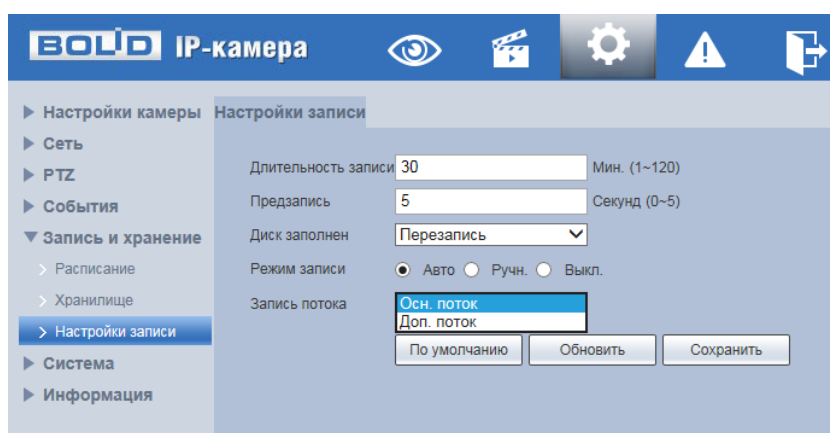 BOLID IP-камера
Настройки камеры
Сеть
PTZ
События
Запись и хранение
Расписание
Хранилище
Настройки записи
Система
Информация
Настройки записи
Длительность записи 30 Мин. (1~120)
Предзапись 5 Секунд (0~5)
Диск заполнен Перезапись
Режим записи Авто Ручн. Выкл.
Запись потока Осн. поток
Доп. поток
По умолчанию Обновить Сохранить